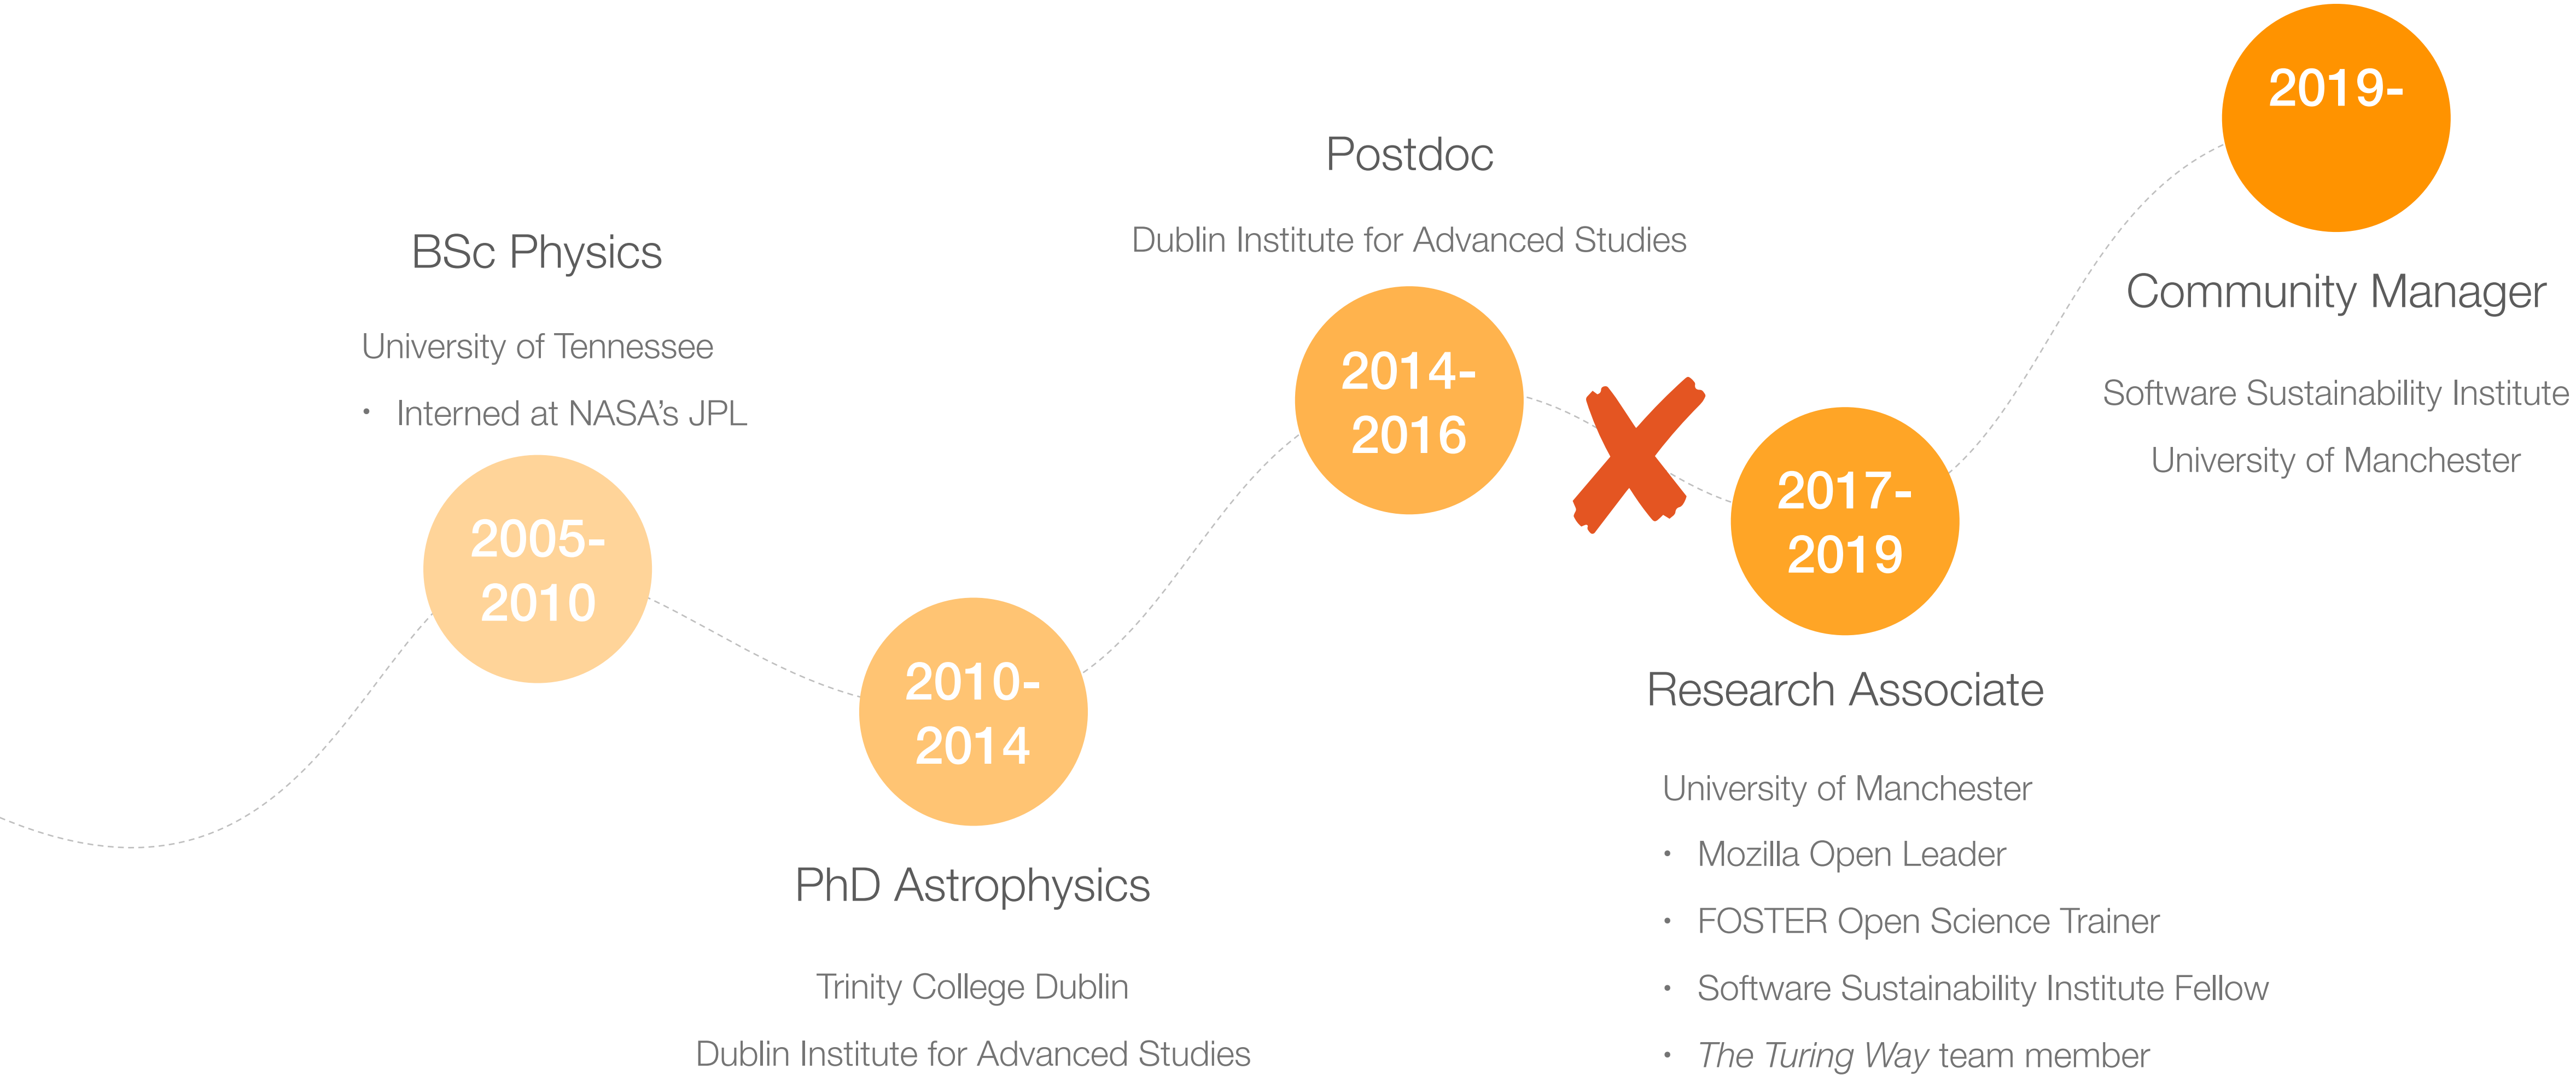 BSc Physics
University of Tennessee
• Interned at NASA’s JPL
2005-
2010
2010-
2014
PhD Astrophysics
Trinity College Dublin
Dublin Institute for Advanced Studies
Postdoc
Dublin Institute for Advanced Studies
2014-
2016
2017-
2019
Research Associate
University of Manchester
• Mozilla Open Leader
• FOSTER Open Science Trainer
• Software Sustainability Institute Fellow
• The Turing Way team member
2019-
Community Manager
Software Sustainability Institute
University of Manchester